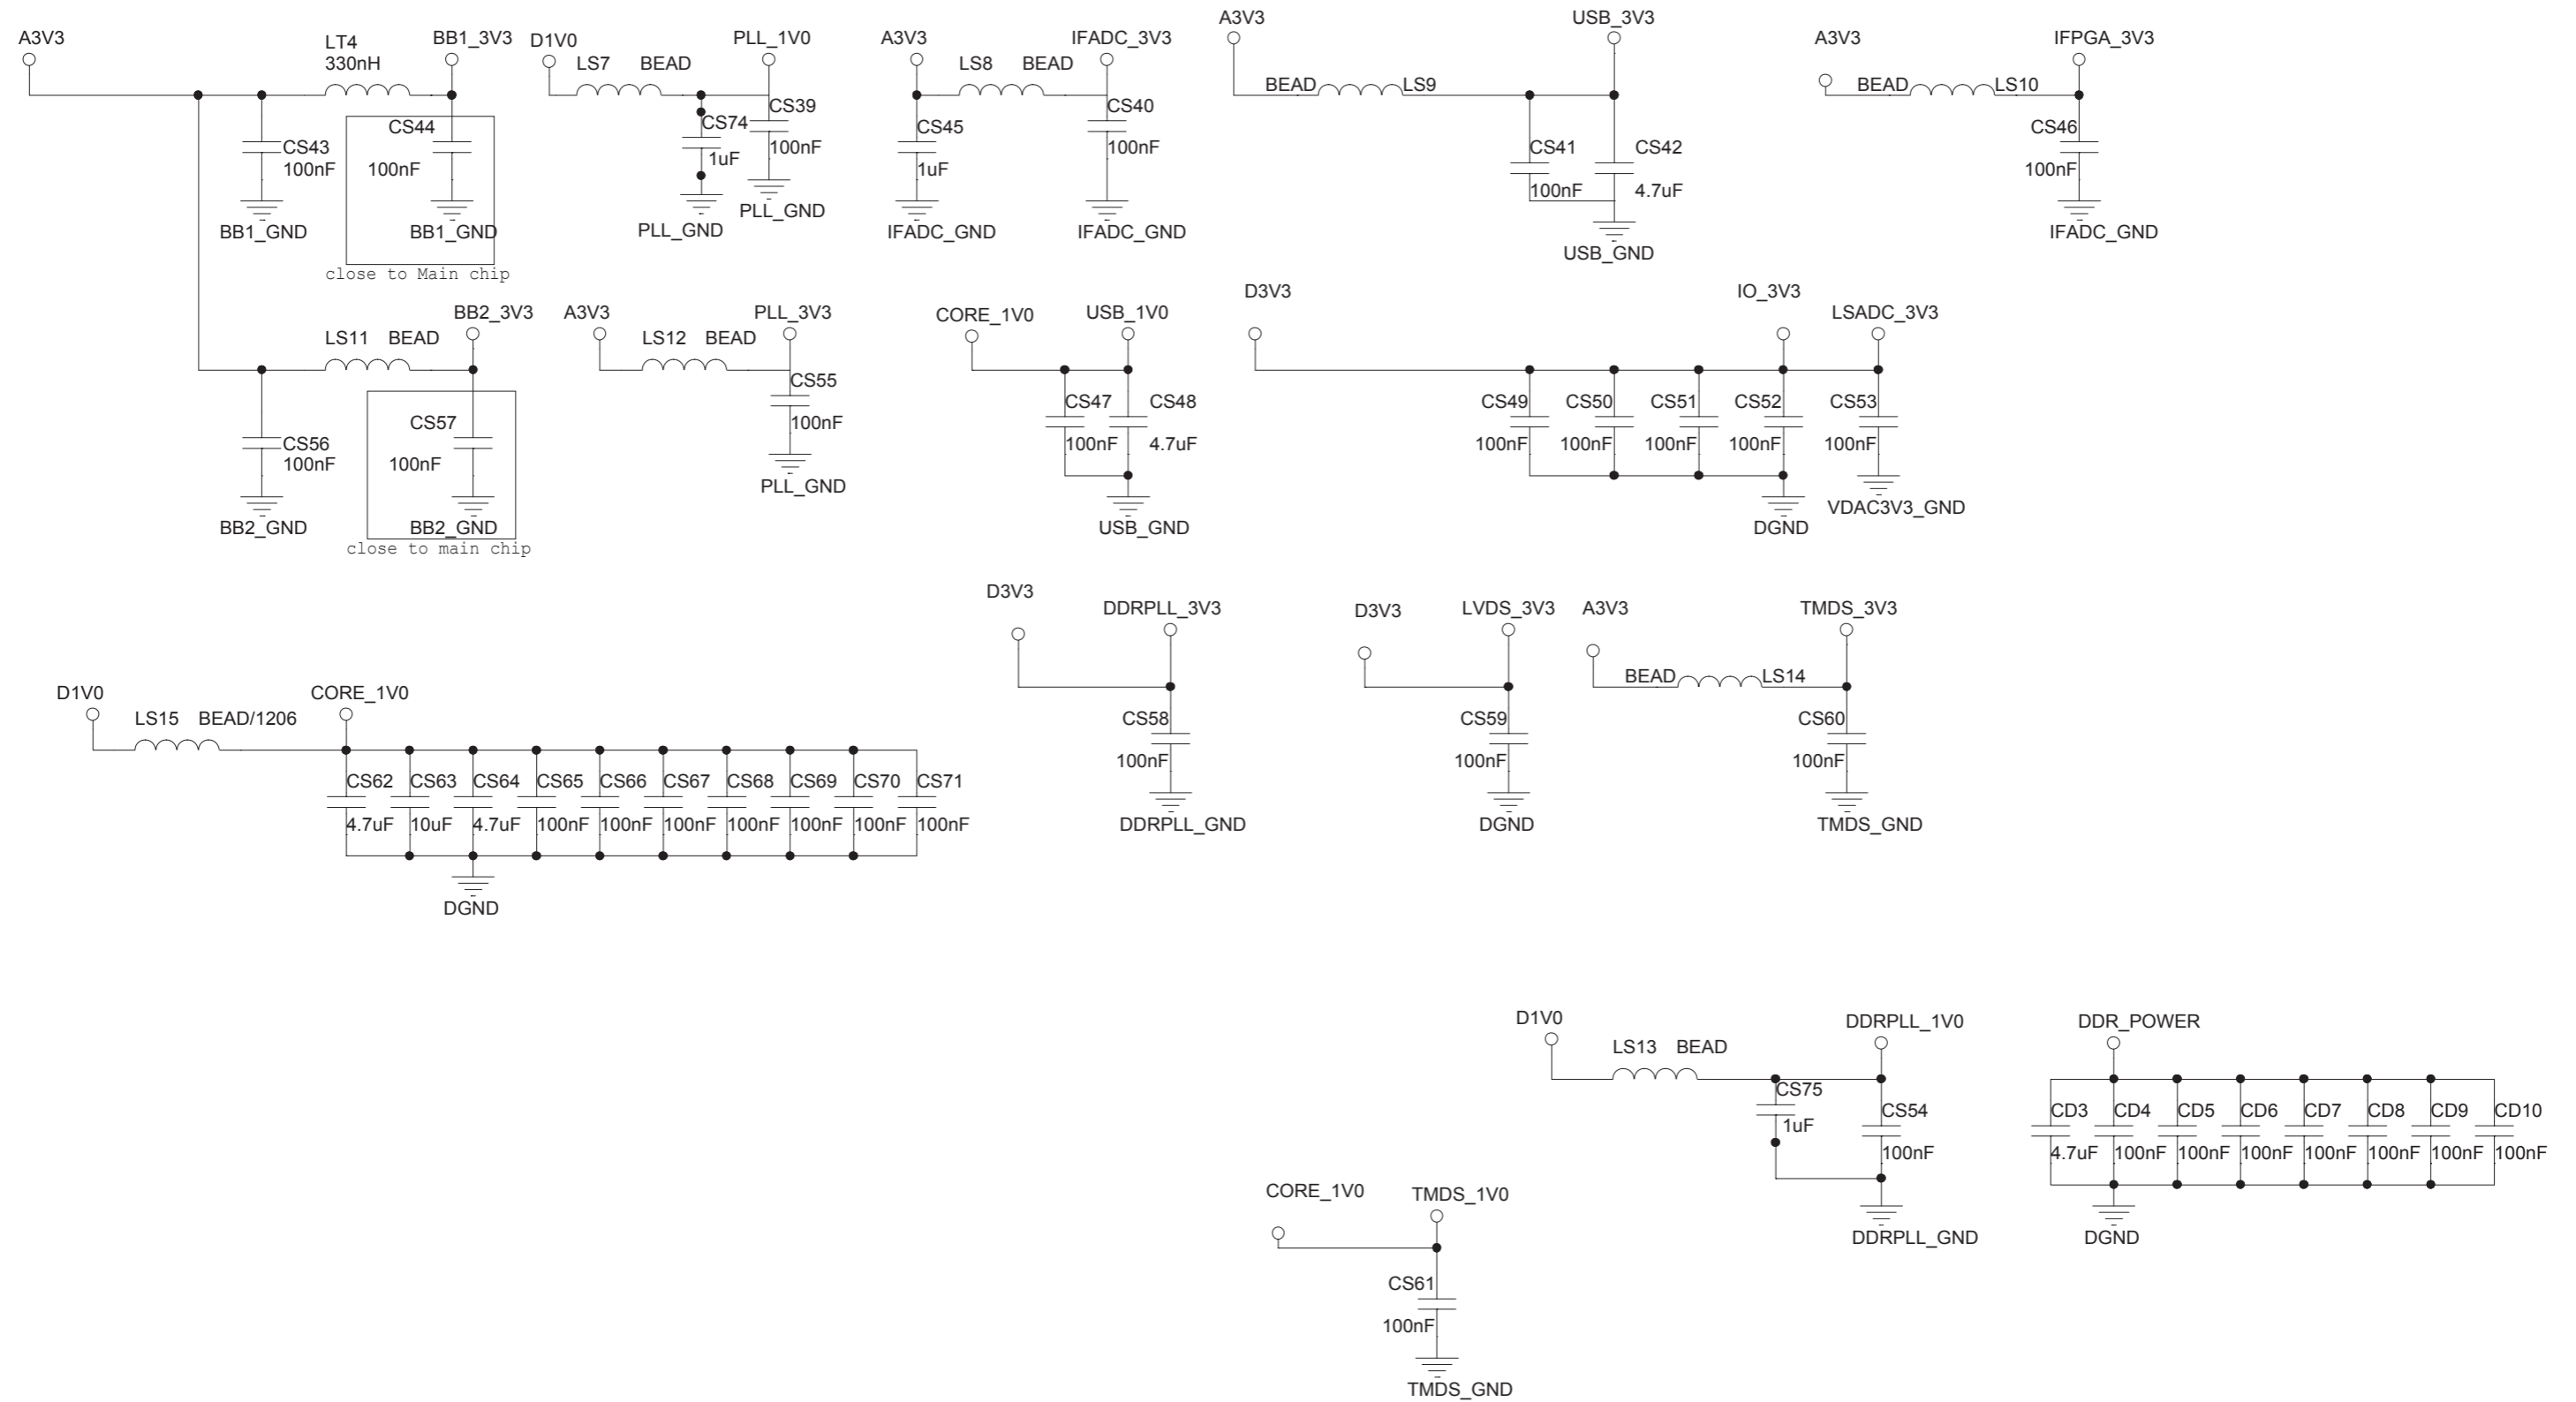 A3V3
LT4
330nH
BB1_3V3
CS43
100nF
BB1_GND
CS44
100nF
BB1_GND
close to Main chip
D1V0
LS7 BEAD
PLL_1V0
CS74
1uF
PLL_GND
CS39
100nF
PLL_GND
A3V3
LS8 BEAD
IFADC_3V3
CS45
1uF
IFADC_GND
CS40
100nF
IFADC_GND
A3V3
BEAD LS9
USB_3V3
CS41
100nF
CS42
4.7uF
USB_GND
A3V3
BEAD LS10
IFPGA_3V3
CS46
100nF
IFADC_GND
LS11 BEAD
BB2_3V3
CS56
100nF
BB2_GND
CS57
100nF
BB2_GND
close to main chip
A3V3
LS12 BEAD
PLL_3V3
CS55
100nF
PLL_GND
CORE_1V0
USB_1V0
CS47
100nF
CS48
4.7uF
USB_GND
D3V3
IO_3V3
LSADC_3V3
CS49 CS50 CS51 CS52 CS53
100nF 100nF 100nF 100nF 100nF
DGND
VDAC3V3_GND
D1V0
LS15 BEAD/1206
CORE_1V0
CS62 CS63 CS64 CS65 CS66 CS67 CS68 CS69 CS70 CS71
4.7uF 10uF 4.7uF 100nF 100nF 100nF 100nF 100nF 100nF 100nF
DGND
D3V3
DDRPLL_3V3
CS58
100nF
DDRPLL_GND
D3V3
LVDS_3V3
CS59
100nF
DGND
A3V3
BEAD LS14
TMDS_3V3
CS60
100nF
TMDS_GND
D1V0
LS13 BEAD
DDRPLL_1V0
CS75
1uF
CS54
100nF
DDRPLL_GND
DDR_POWER
CD3 CD4 CD5 CD6 CD7 CD8 CD9 CD10
4.7uF 100nF 100nF 100nF 100nF 100nF 100nF 100nF
DGND
CORE_1V0
TMDS_1V0
CS61
100nF
TMDS_GND